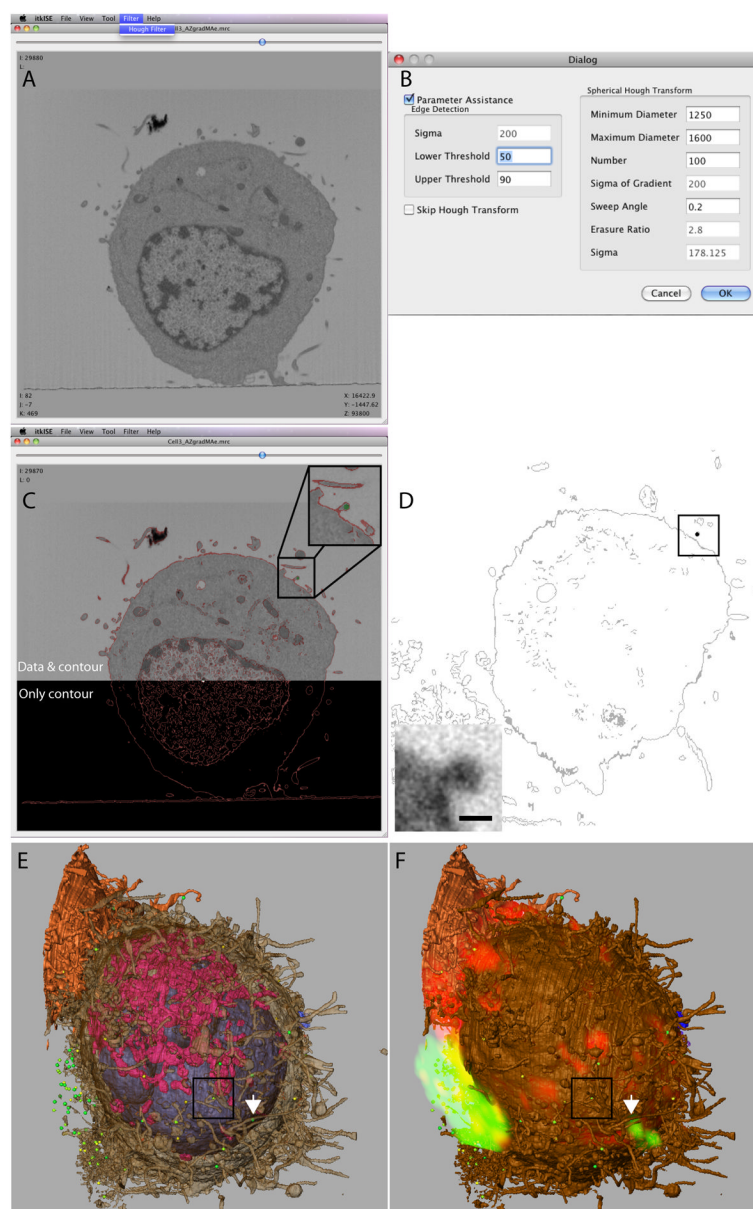 itkISE File View Tool Filter Help
Hough Filter
Cell3_AZgradMAe.mrc
I: 29880
L:
A
I: 82
J: -7
K: 469
X: 16422.9
Y: -1447.62
Z: 93800
Dialog
B
Parameter Assistance
Edge Detection
Sigma 200
Lower Threshold 50
Upper Threshold 90
Skip Hough Transform
Spherical Hough Transform
Minimum Diameter 1250
Maximum Diameter 1600
Number 100
Sigma of Gradient 200
Sweep Angle 0.2
Erasure Ratio 2.8
Sigma 178.125
Cancel OK
itkISE File View Tool Filter Help
Cell3_AZgradMAe.mrc
I: 29870
L: 0
C
Data & contour
Only contour
D
E
F